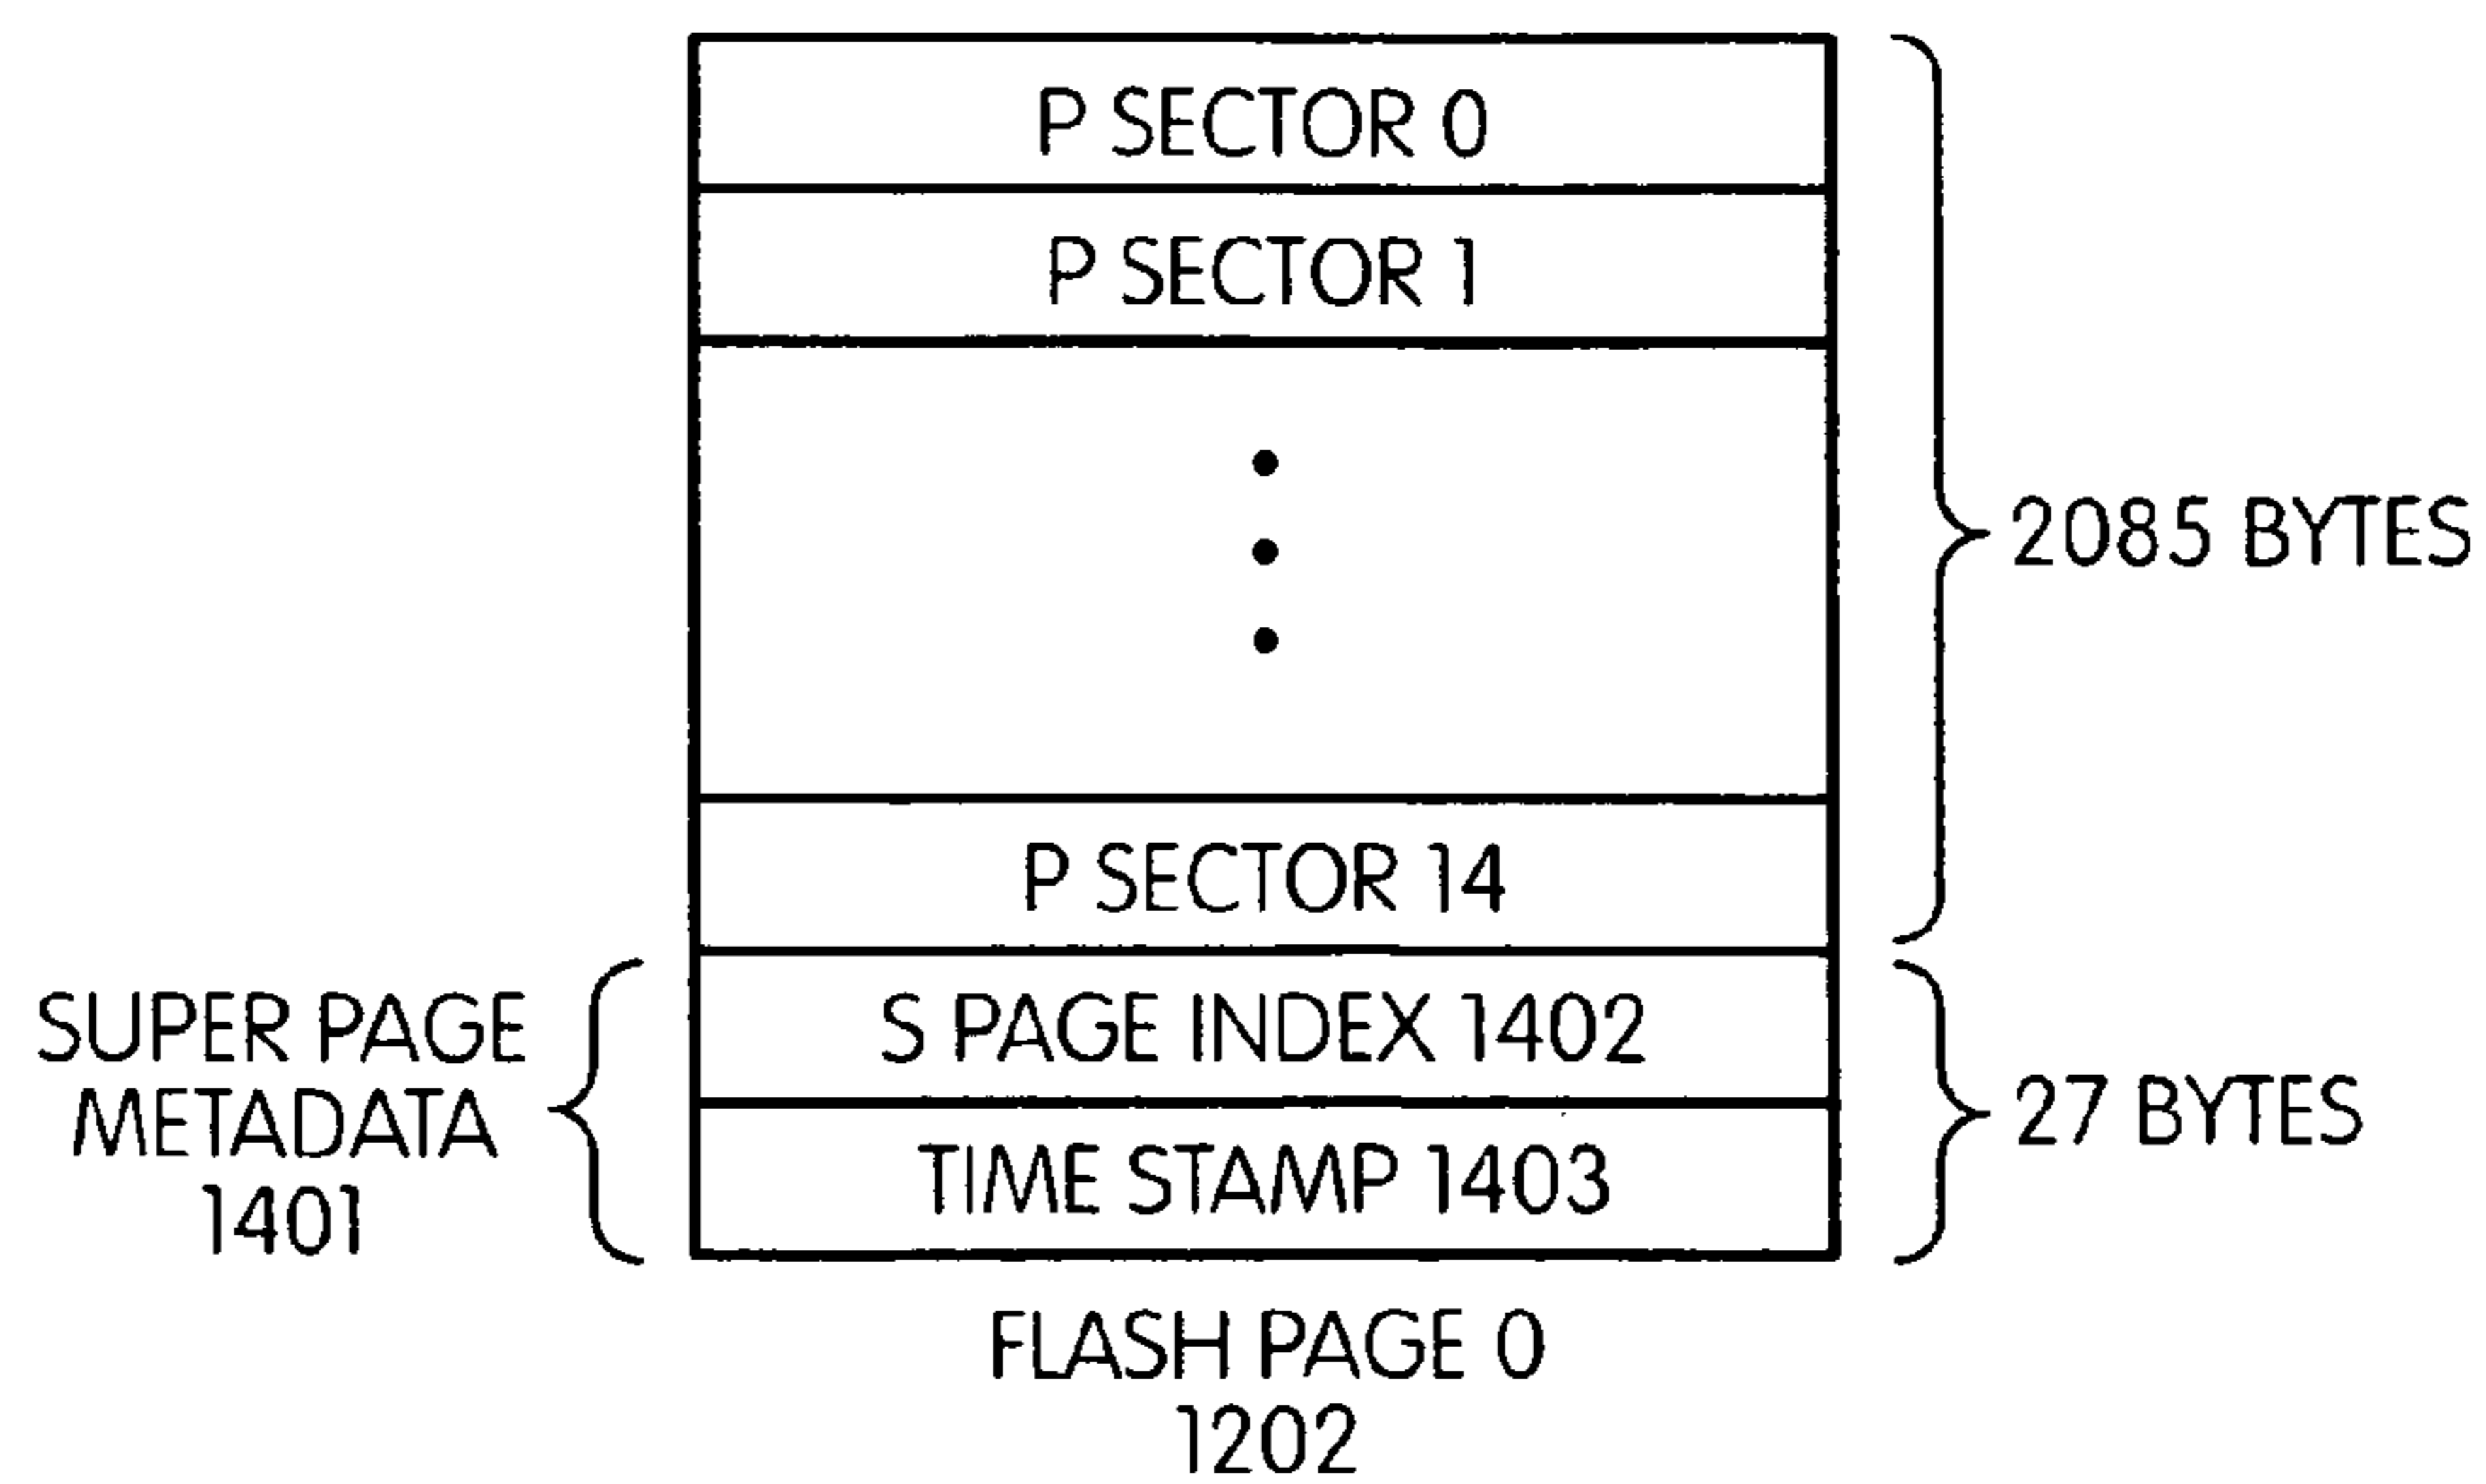 P SECTOR 0
P SECTOR 1
2085 BYTES
P SECTOR 14
SUPER PAGE
METADATA
1401
S PAGE INDEX 1402
TIME STAMP 1403
27 BYTES
FLASH PAGE 0
1202